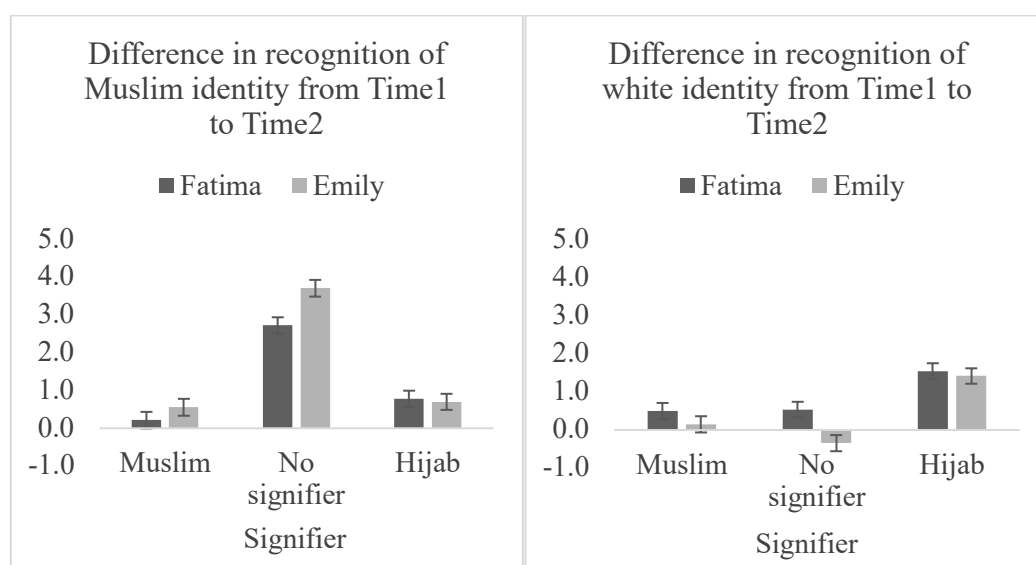 Difference in recognition of
Muslim identity from Time1
to Time2
Fatima Emily
5.0
4.0
3.0
2.0
1.0
0.0
-1.0
Muslim No Hijab
signifier
Signifier
Difference in recognition of
white identity from Time1 to
Time2
Fatima Emily
5.0
4.0
3.0
2.0
1.0
0.0
-1.0
Muslim No Hijab
signifier
Signifier